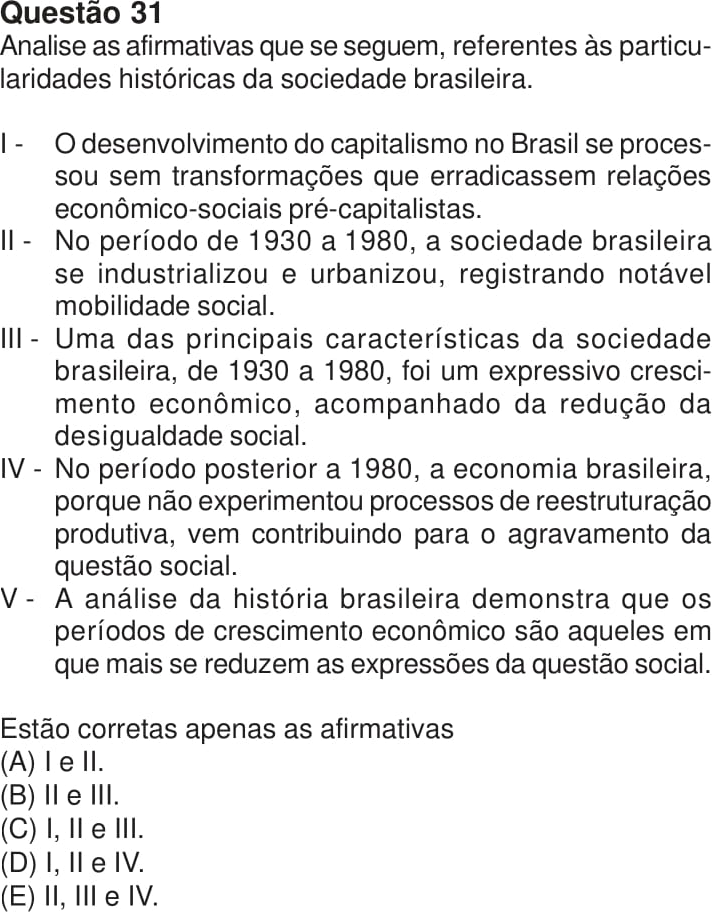 Questão 31
Analise as afirmativas que se seguem, referentes às particu-
laridades históricas da sociedade brasileira.
I - O desenvolvimento do capitalismo no Brasil se proces-
sou sem transformações que erradicassem relações
econômico-sociais pré-capitalistas.
II - No período de 1930 a 1980, a sociedade brasileira
se industrializou e urbanizou, registrando notável
mobilidade social.
III - Uma das principais características da sociedade
brasileira, de 1930 a 1980, foi um expressivo cresci-
mento econômico, acompanhado da redução da
desigualdade social.
IV - No período posterior a 1980, a economia brasileira,
porque não experimentou processos de reestruturação
produtiva, vem contribuindo para o agravamento da
questão social.
V - A análise da história brasileira demonstra que os
períodos de crescimento econômico são aqueles em
que mais se reduzem as expressões da questão social.
Estão corretas apenas as afirmativas
(A) I e II.
(B) II e III.
(C) I, II e III.
(D) I, II e IV.
(E) II, III e IV.